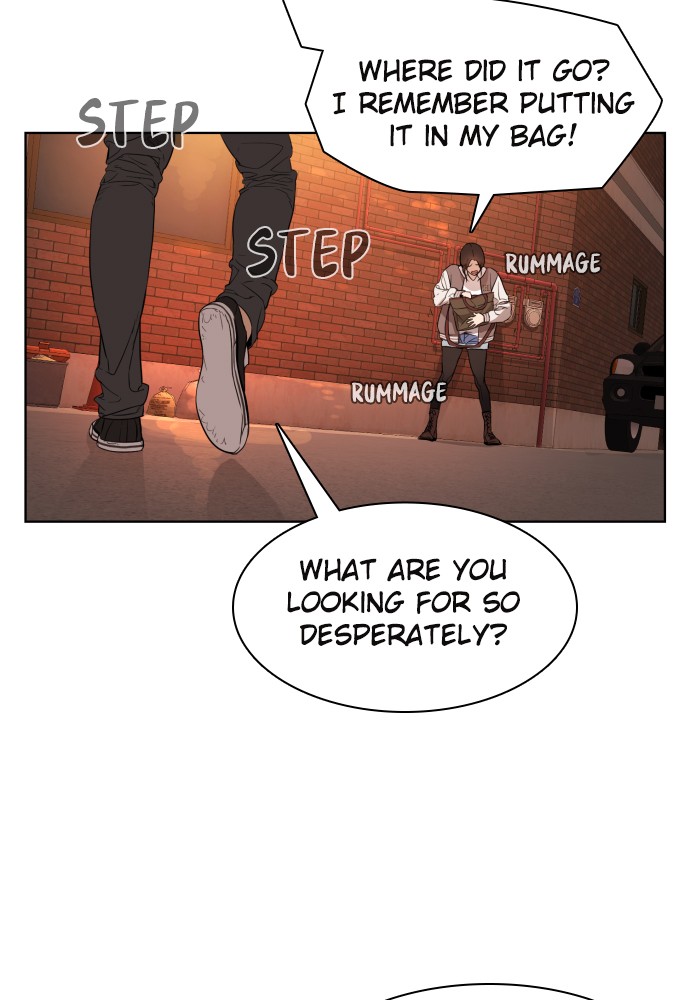 WHERE DID IT GO?
I REMEMBER PUTTING
IT IN MY BAG!
STEP
STEP
RUMMAGE
RUMMAGE
WHAT ARE YOU
LOOKING FOR SO
DESPERATELY?